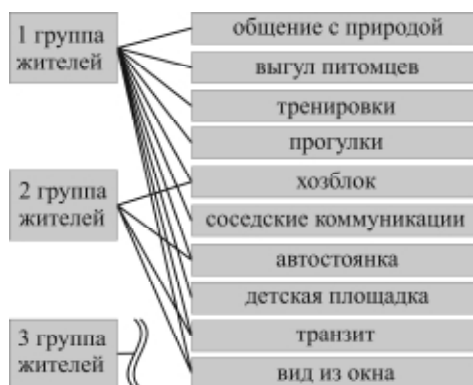 1 группа
жителей
2 группа
жителей
3 группа
жителей
общение с природой
выгул питомцев
тренировки
прогулки
хозблок
соседские коммуникации
автостоянка
детская площадка
транзит
вид из окна